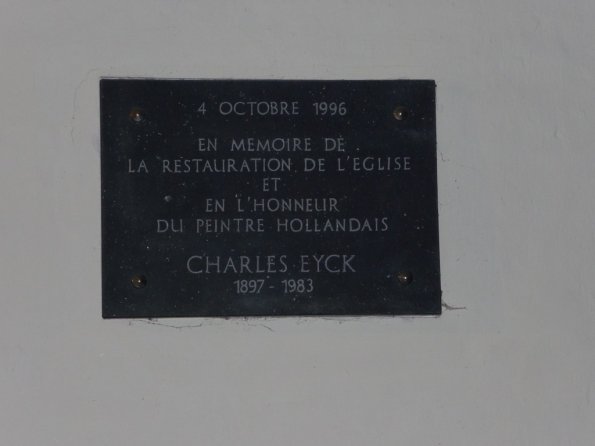 4 OCTOBRE 1996
EN MEMOIRE DE
LA RESTAURATION DE L'EGLISE
ET
EN L'HONNEUR
DU PEINTRE HOLLANDAIS
CHARLES EYCK
1897 - 1983